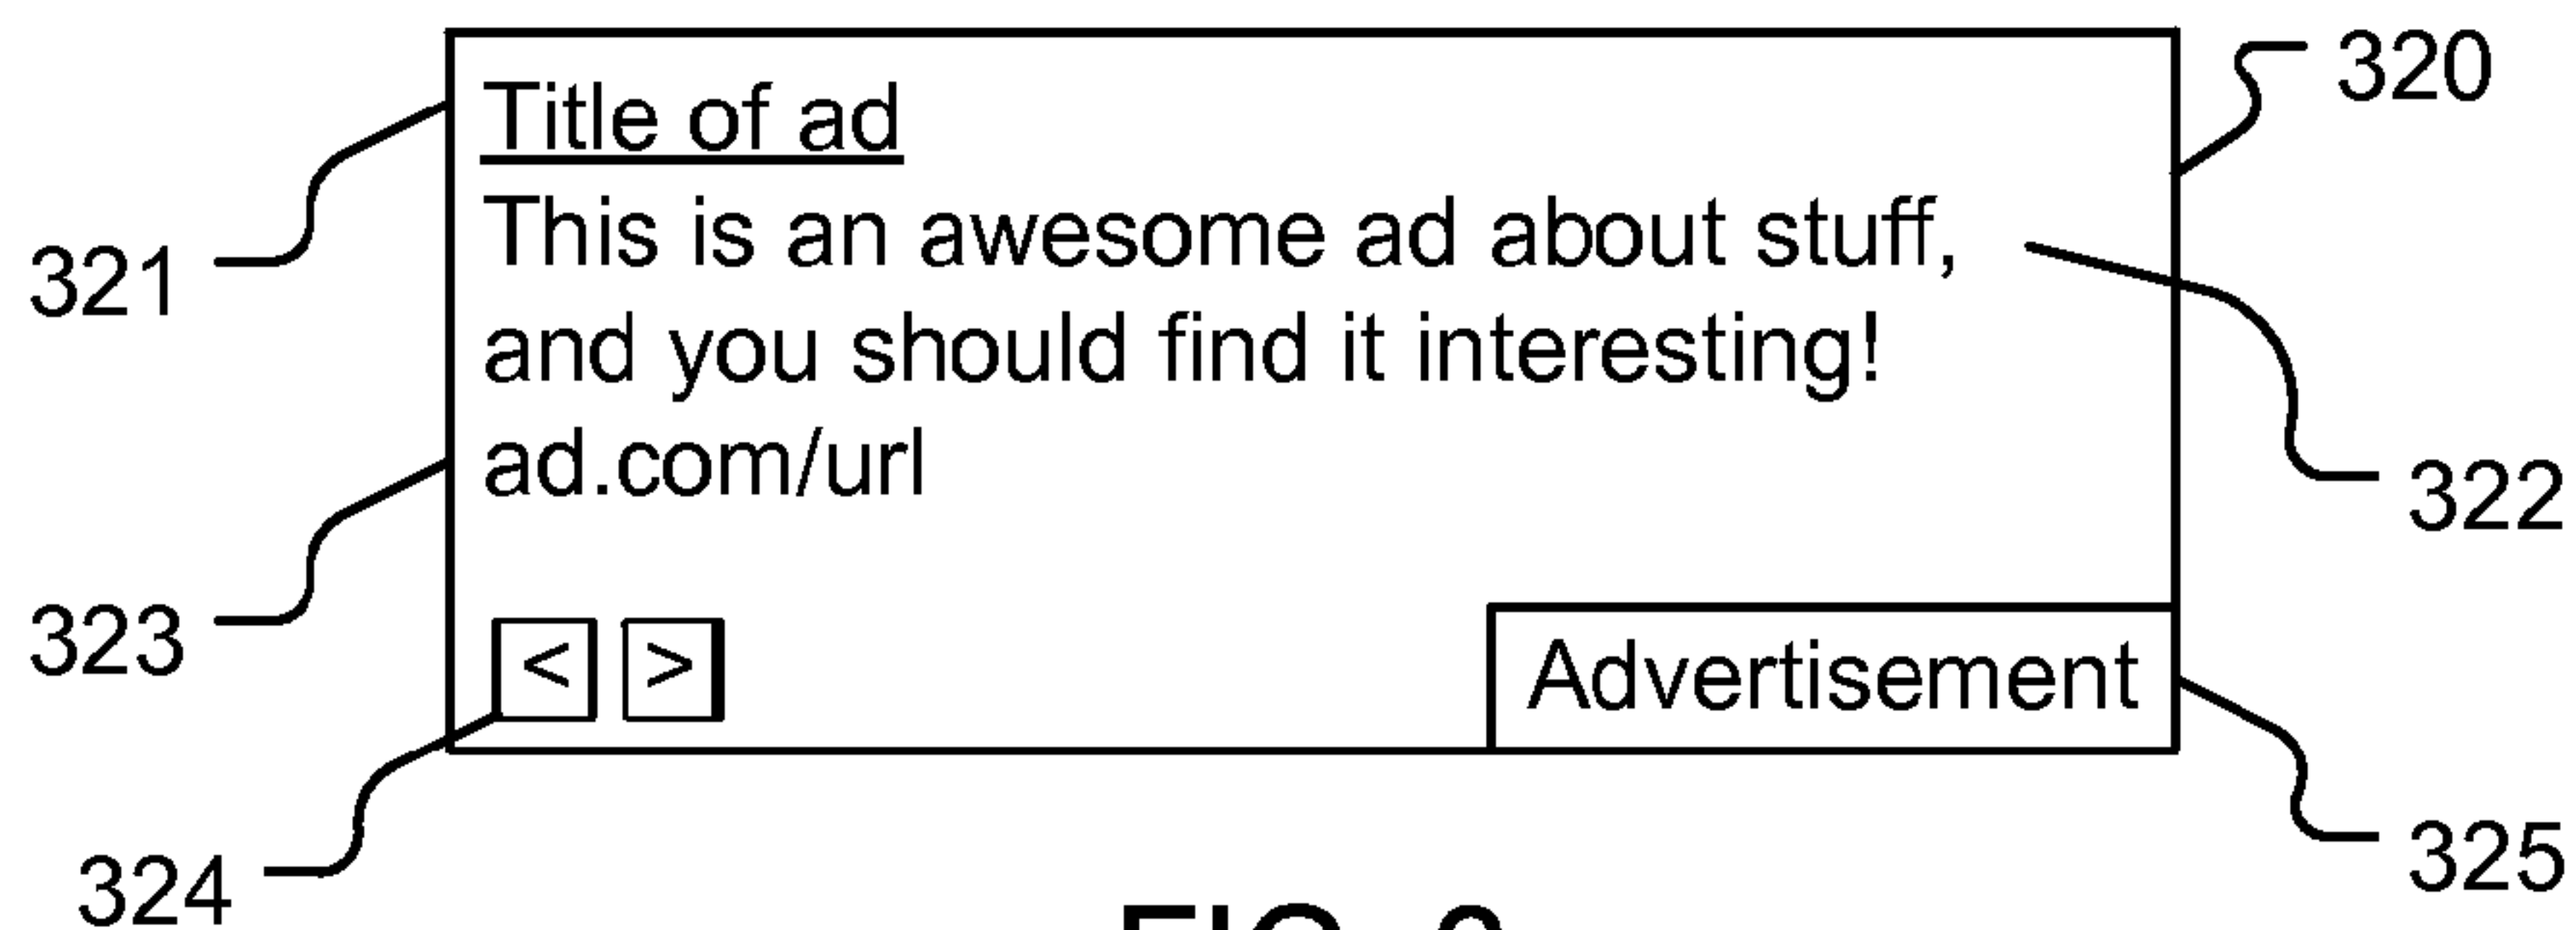 320
Title of ad
This is an awesome ad about stuff,
321
and you should find it interesting!
ad.com/url
322
323
< >
Advertisement
324
325